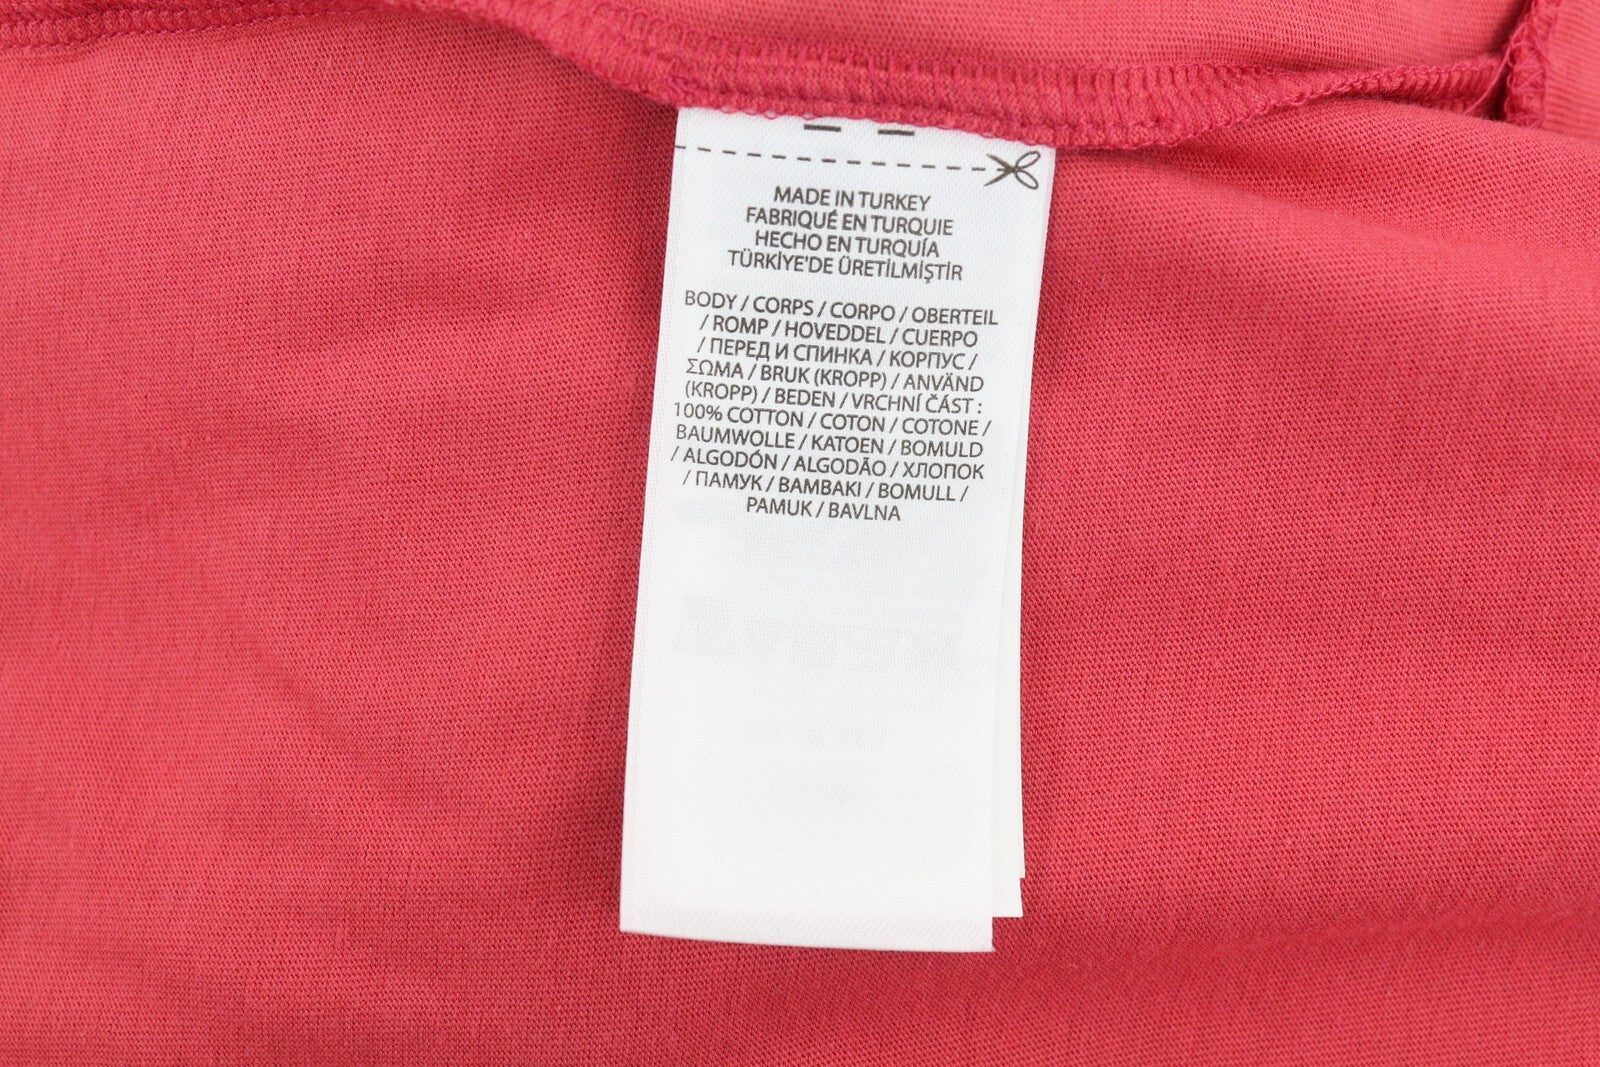 MADE IN TURKEY
FABRIQUÉ EN TURQUIE
HECHO EN TURQUÍA
TÜRKİYE'DE ÜRETİLMİŞTİR
BODY / CORPS / CORPO / OBERTEIL
/ ROMP / HOVEDDEL / CUERPO
/ ПЕРЕД И СПИНКА / КОРПУС /
ΣΩΜΑ / BRUK (KROPP) / ANVÄND
(KROPP) / BEDEN / VRCHNÍ ČÁST :
100% COTTON / COTON / COTONE /
BAUMWOLLE / KATOEN / BOMULD
/ ALGODÓN / ALGODÃO / ХЛОПОК
/ ПАМУК / ΒΑΜΒΑΚΙ / BOMULL /
PAMUK / BAVLNA